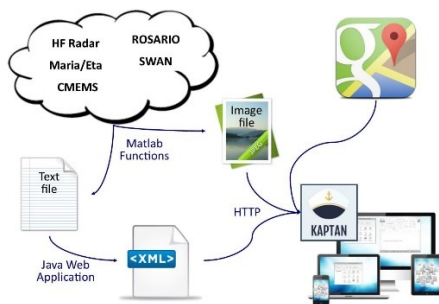 HF Radar
ROSARIO
Maria/Eta
SWAN
CMEMS
Matlab
Functions
Image
file
Text
file
HTTP
KAPTAN
Java Web
Application
<XML>